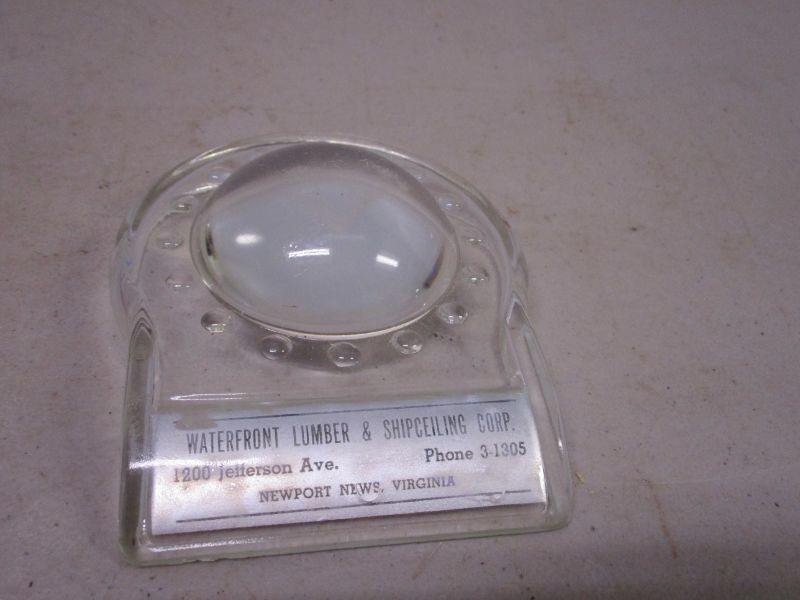 WATERFRONT LUMBER & SHIPCEILING CORP.
1200 Jefferson Ave. Phone 3-1305
NEWPORT NEWS, VIRGINIA